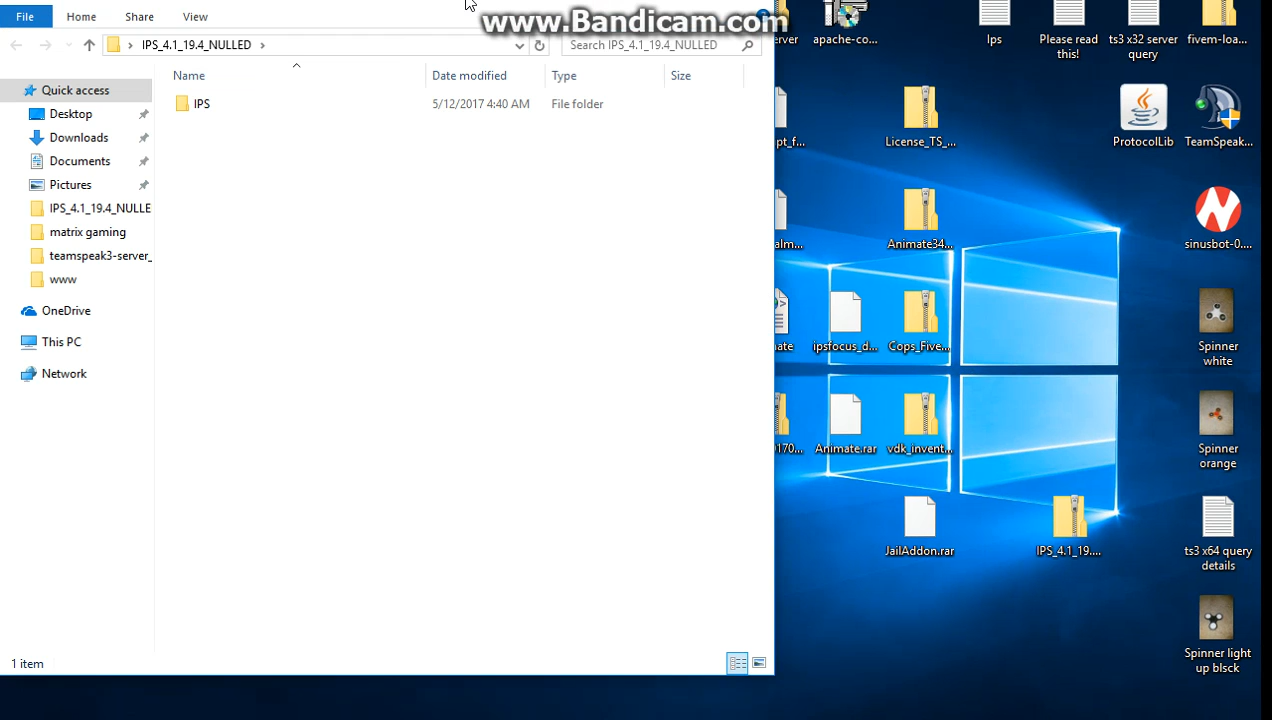 www.Bandicam.com
File Home Share View
IPS_4.1_19.4_NULLED
Search IPS_4.1_19.4_NULLED
Name Date modified Type Size
IPS 5/12/2017 4:40 AM File folder
Quick access
Desktop
Downloads
Documents
Pictures
IPS_4.1_19.4_NULLE
matrix gaming
teamspeak3-server_
www
OneDrive
This PC
Network
1 item
erver
apache-co...
Ips
Please read
this!
ts3 x32 server
query
fivem-loa...
pt_f...
License_TS_...
ProtocolLib
TeamSpeak...
alm...
Animate34...
sinusbot-0....
nate
ipsfocus_d...
Cops_Five...
Spinner
white
0170...
Animate.rar
vdk_invent...
Spinner
orange
JailAddon.rar
IPS_4.1_19....
ts3 x64 query
details
Spinner light
up blsck